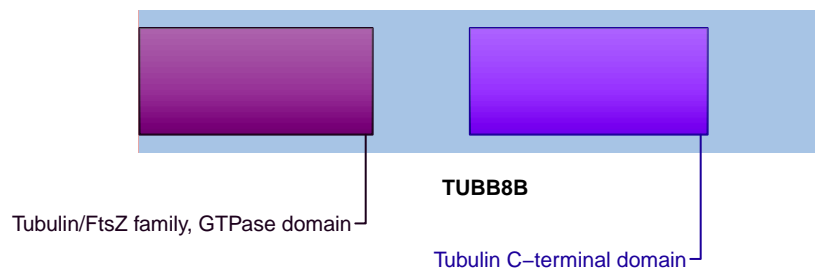 TUBB8B
Tubulin/FtsZ family, GTPase domain
Tubulin C−terminal domain